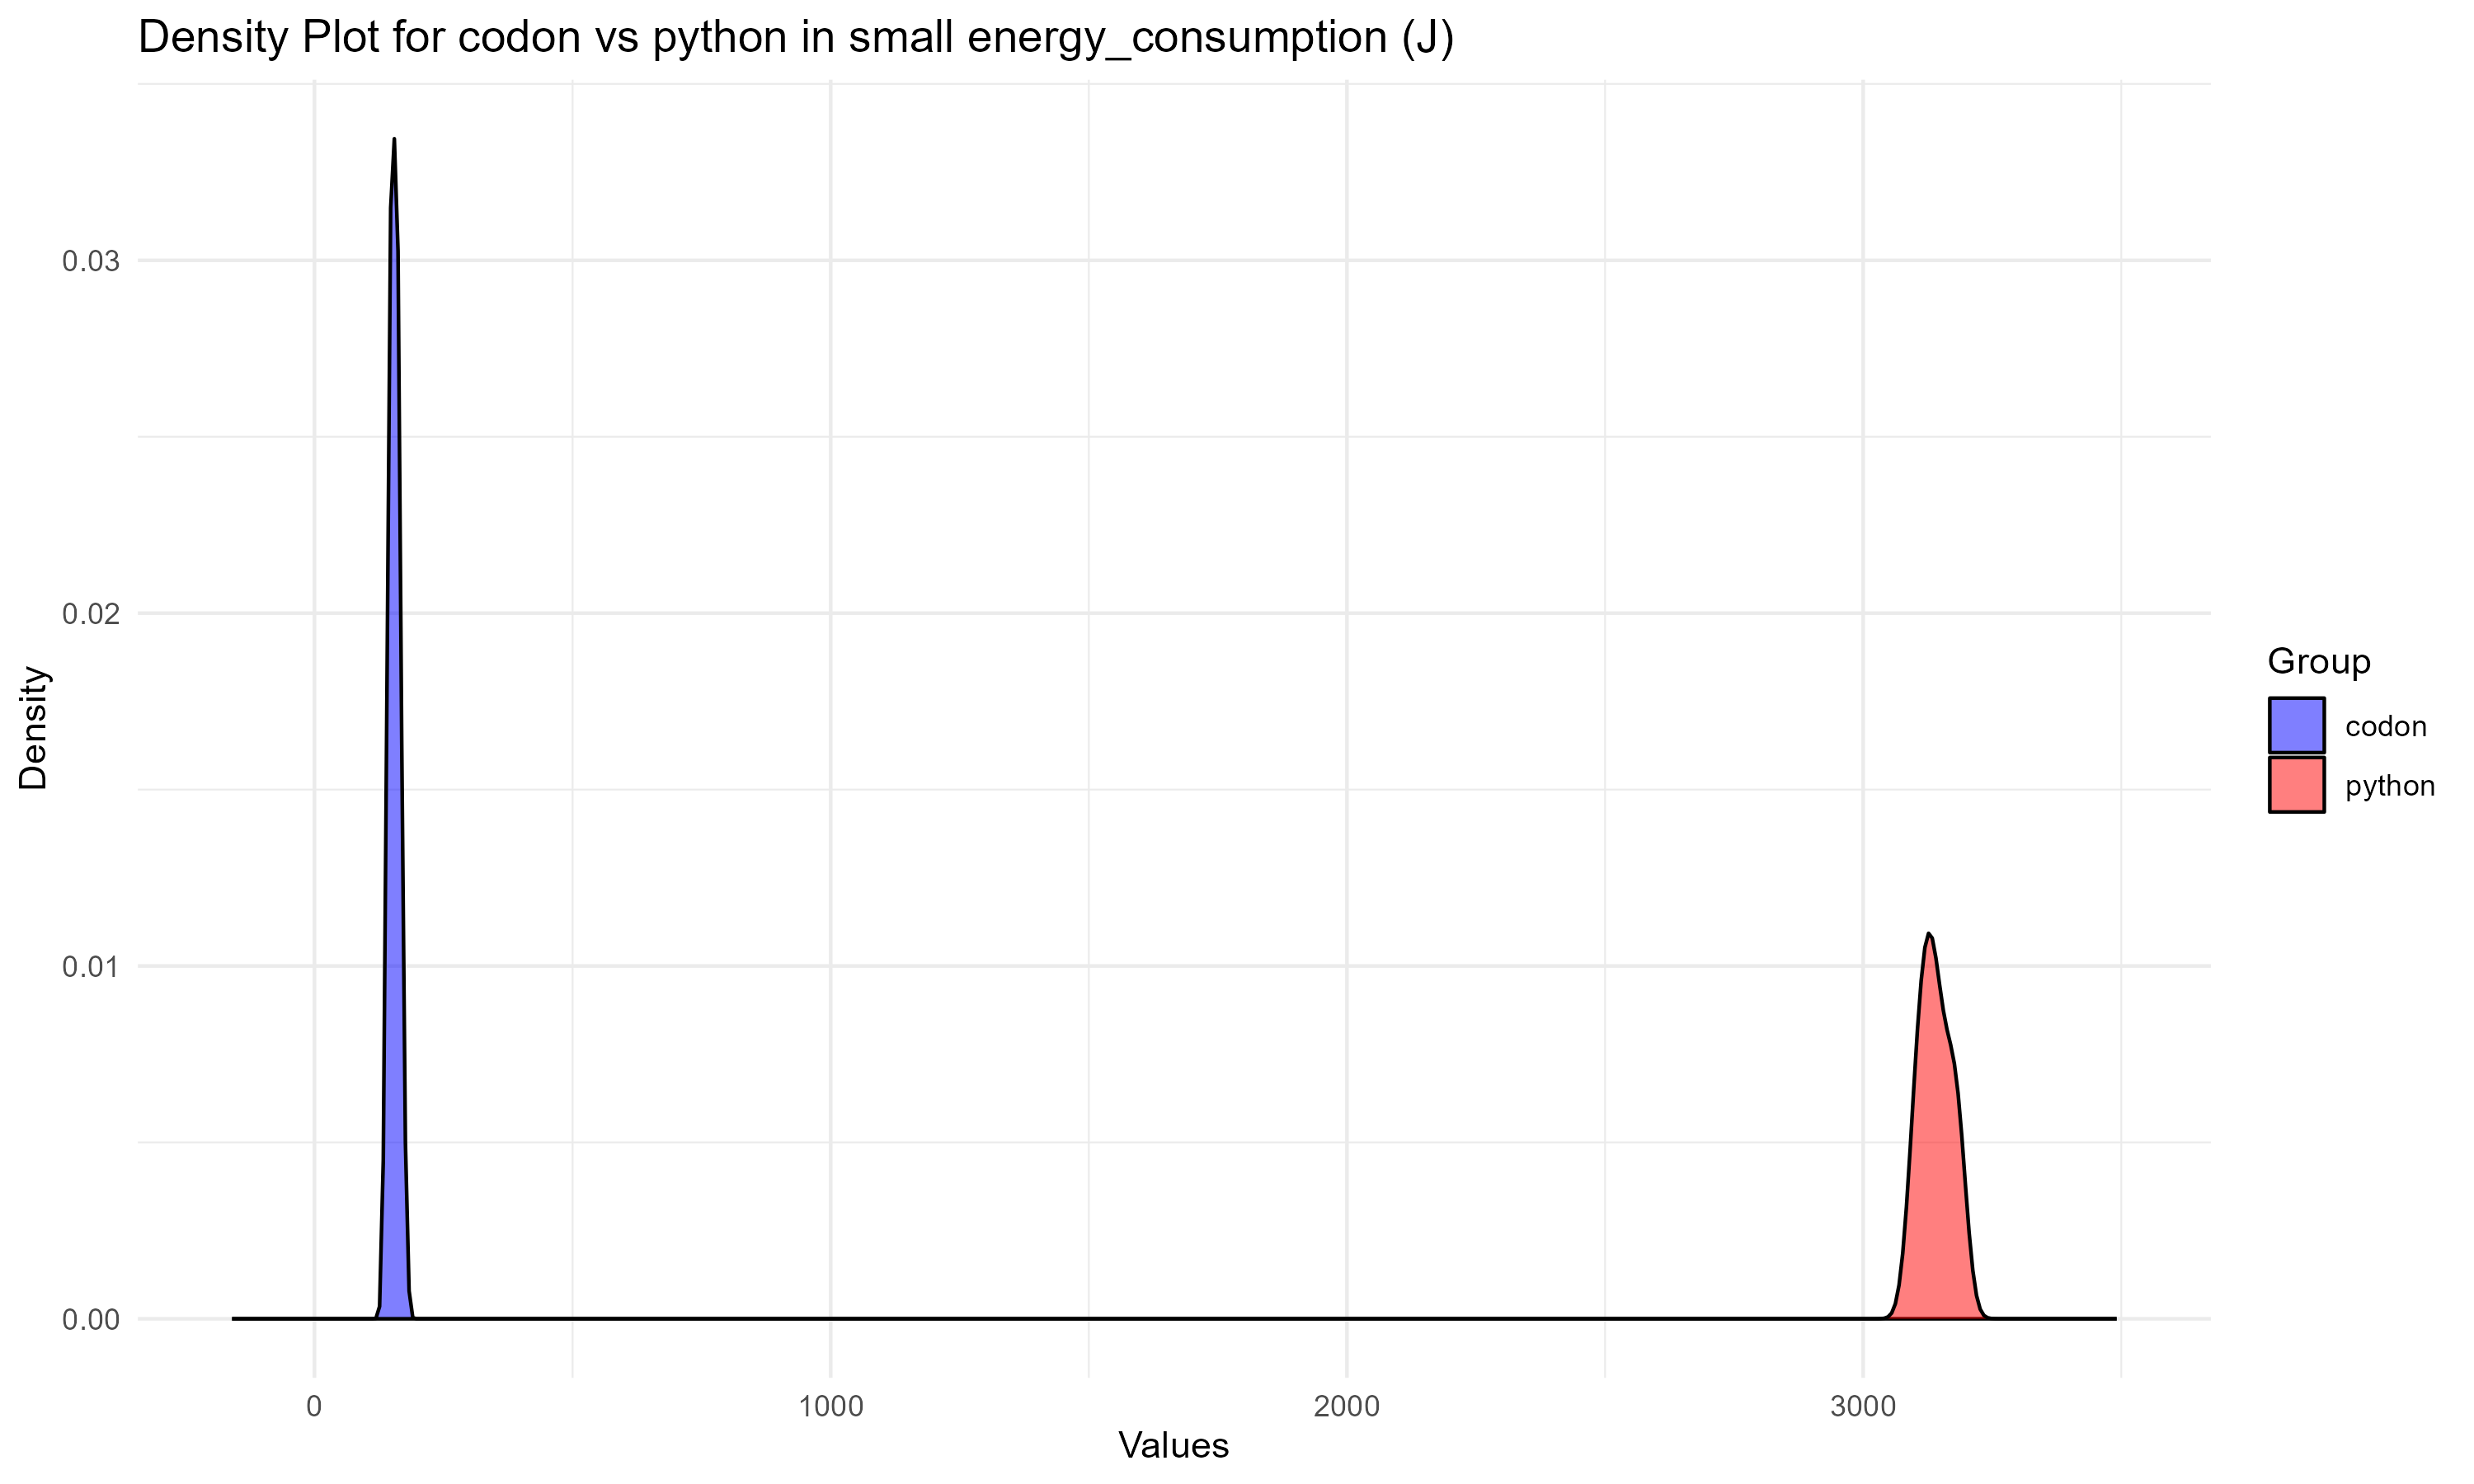 Density Plot for codon vs python in small energy_consumption (J)
0.03
0.02
0.01
0.00
Density
0
1000
2000
3000
Values
Group
codon
python